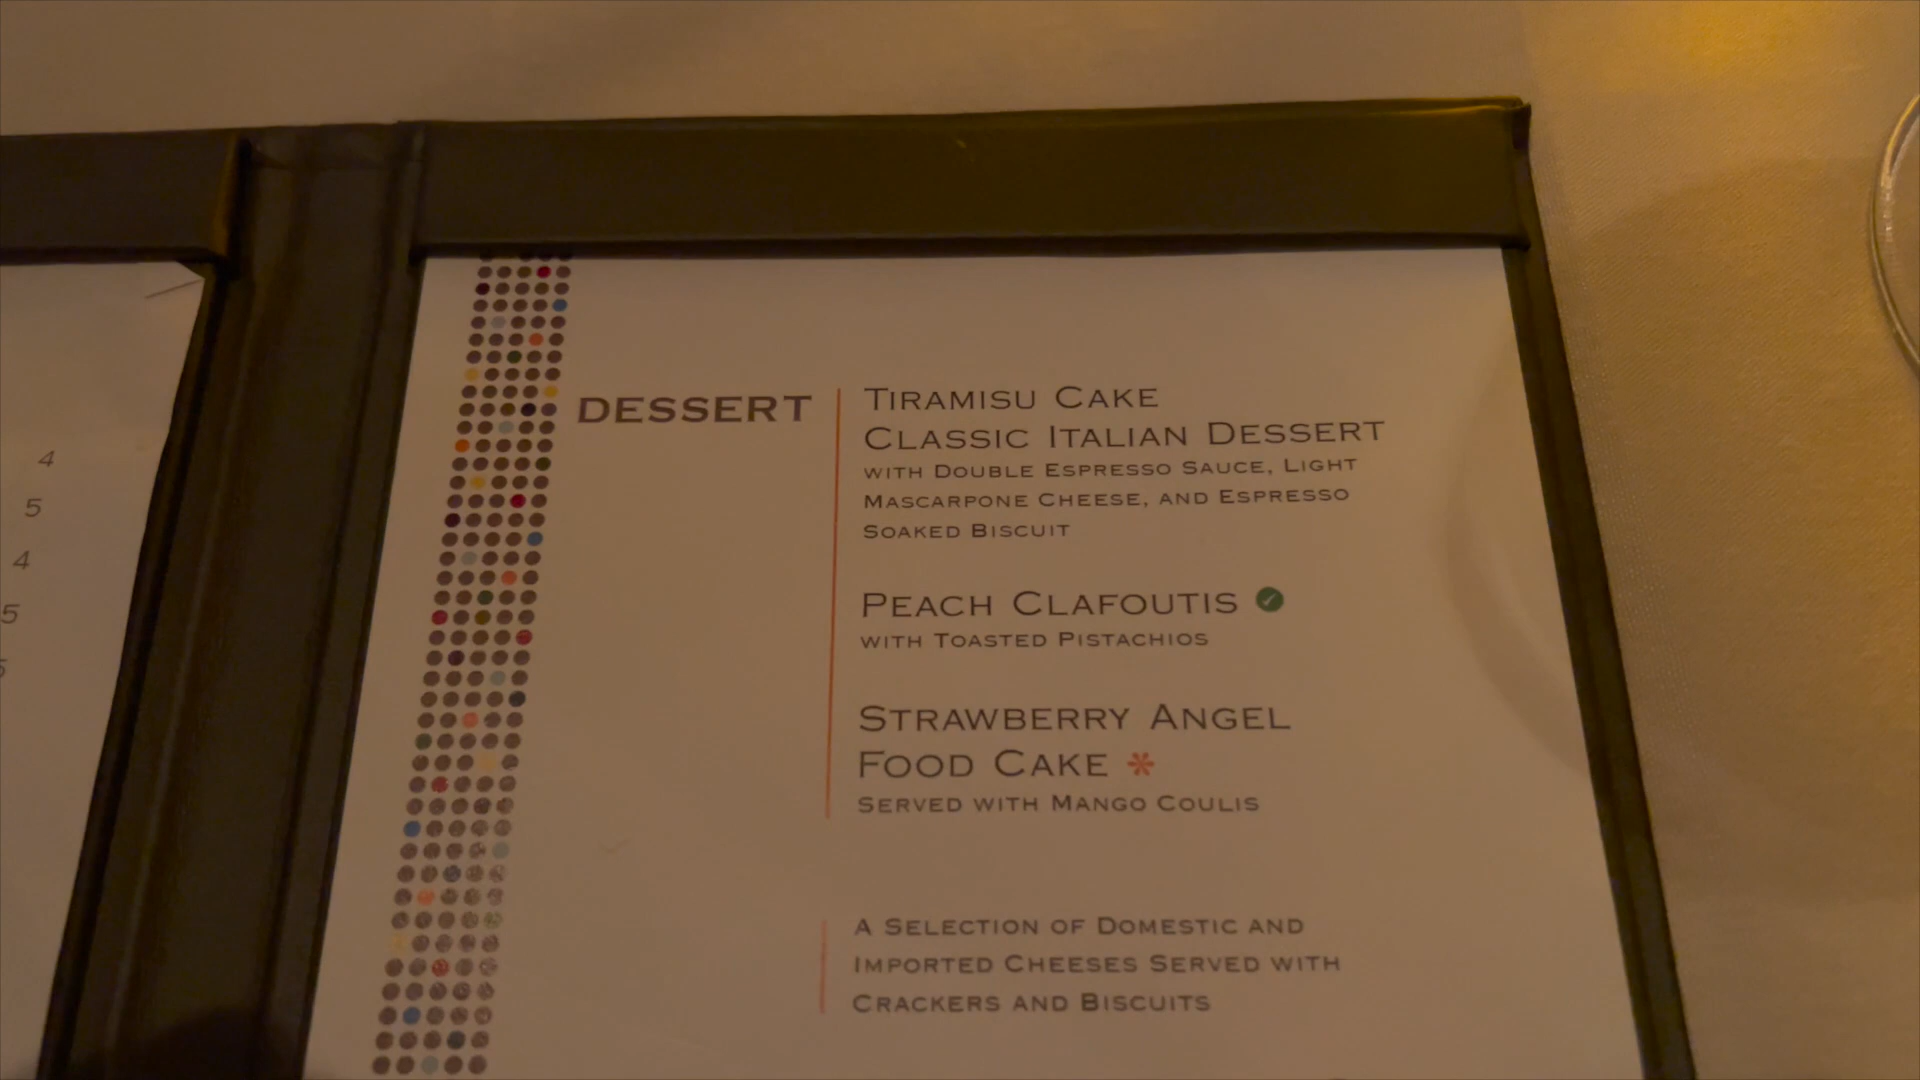 4
5
4
5
DESSERT
TIRAMISU CAKE
CLASSIC ITALIAN DESSERT
WITH DOUBLE ESPRESSO SAUCE, LIGHT
MASCARPONE CHEESE, AND ESPRESSO
SOAKED BISCUIT
PEACH CLAFOUTIS ✓
WITH TOASTED PISTACHIOS
STRAWBERRY ANGEL
FOOD CAKE *
SERVED WITH MANGO COULIS
A SELECTION OF DOMESTIC AND
IMPORTED CHEESES SERVED WITH
CRACKERS AND BISCUITS